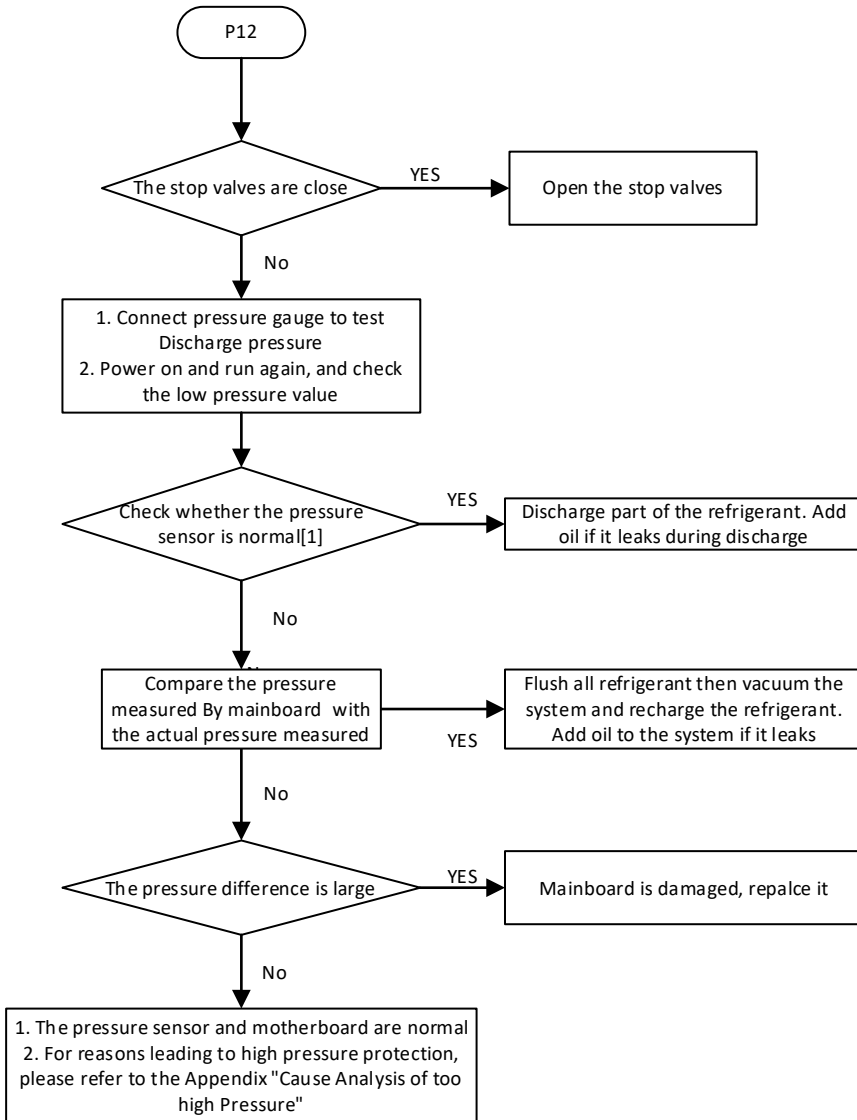 P12
The stop valves are close
YES
Open the stop valves
No
1. Connect pressure gauge to test
Discharge pressure
2. Power on and run again, and check
the low pressure value
Check whether the pressure
sensor is normal[1]
YES
Discharge part of the refrigerant. Add
oil if it leaks during discharge
No
Compare the pressure
measured By mainboard with
the actual pressure measured
YES
Flush all refrigerant then vacuum the
system and recharge the refrigerant.
Add oil to the system if it leaks
No
The pressure difference is large
YES
Mainboard is damaged, repalce it
No
1. The pressure sensor and motherboard are normal
2. For reasons leading to high pressure protection,
please refer to the Appendix "Cause Analysis of too
high Pressure"